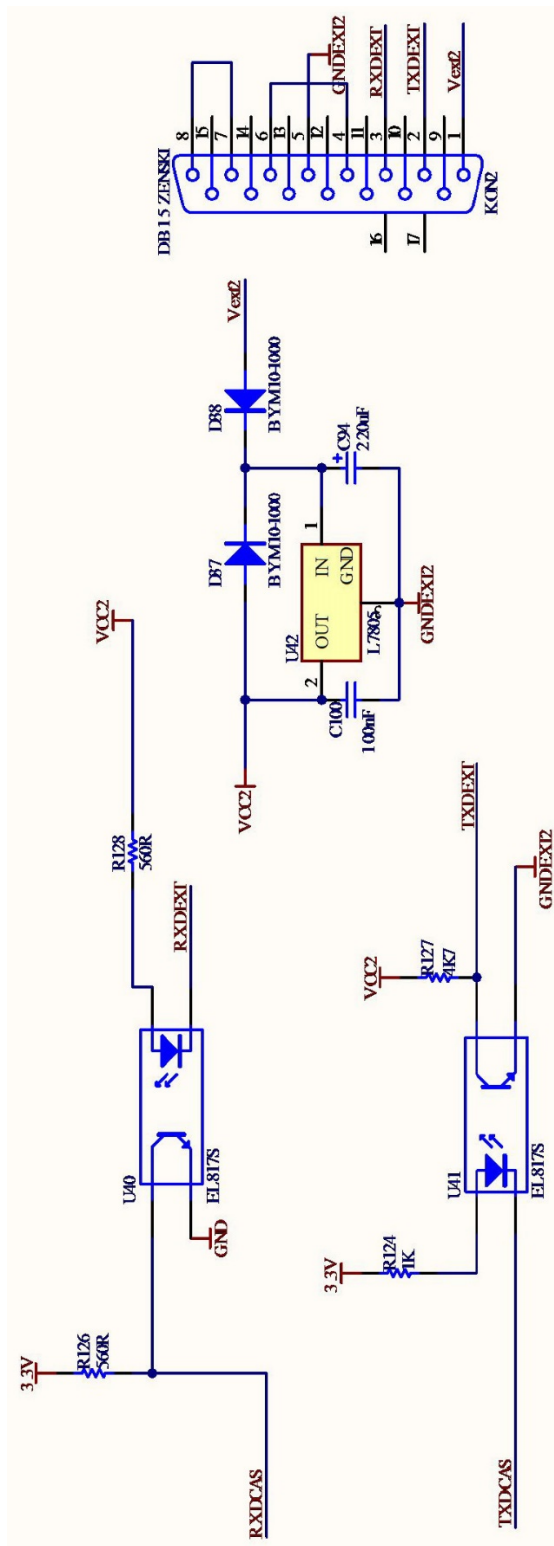 DB15 ZENSKI
8
15
7
14
6
13
5
12
4
11
3
10
2
9
1
GNDEXT2
RXDEXT
TXDEXT
Vext2
16
17
KON2
Vext2
D88
BYM10-1000
D87
BYM10-1000
C94
220uF
+
1
IN
GND
OUT
2
U42
L7805
C100
100nF
GNDEXT2
VCC2
VCC2
R128
560R
RXDEXT
U40
EL817S
GND
3.3V
R126
560R
RXDCAS
TXDEXT
VCC2
R127
4K7
GNDEXT2
U41
EL817S
3.3V
R124
1K
TXDCAS